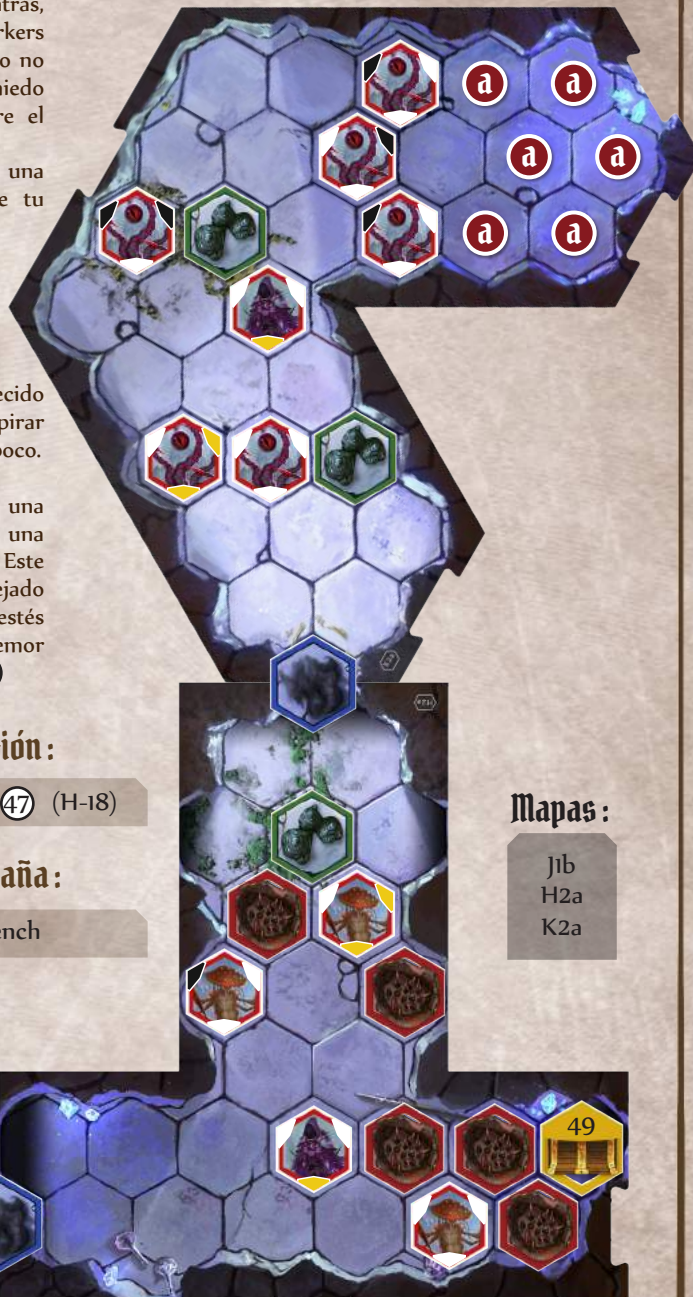 ntras,
rkers
o no
niedo
re el
una
e tu
ecido
pirar
poco.
una
una
Este
ejado
estés
emor
ión:
47 (H-18)
aña:
ench
a a
a a
a a
Mapas:
J1b
H2a
K2a
49